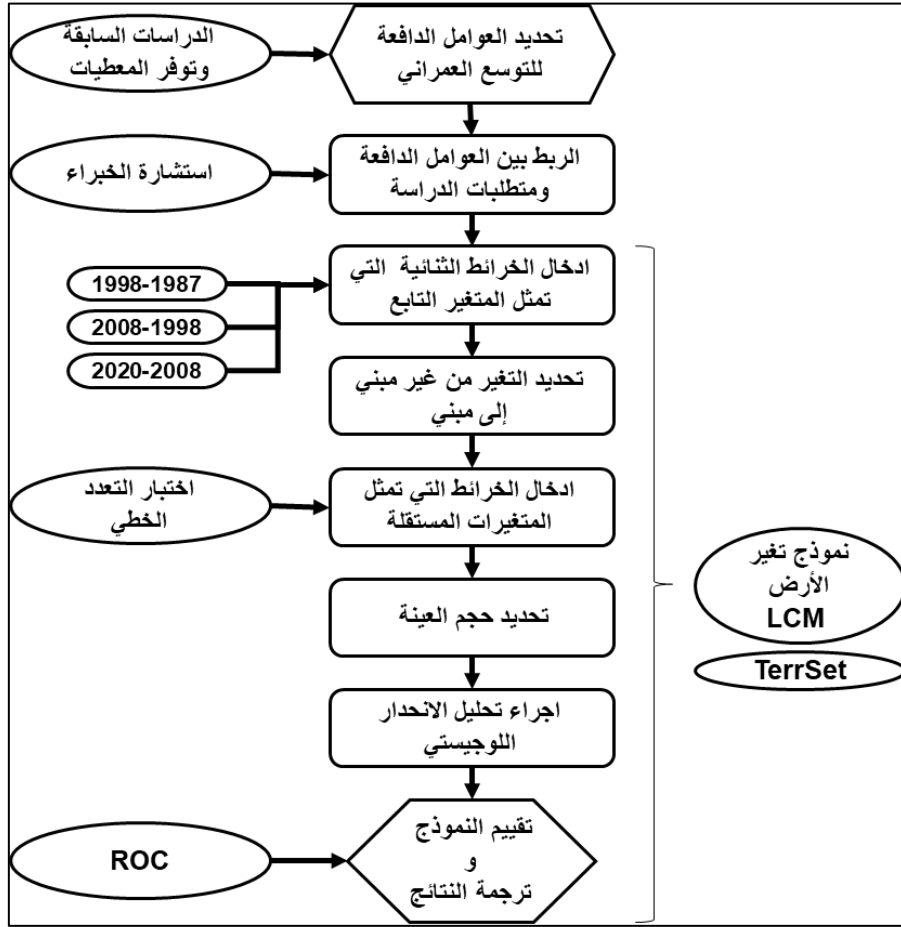 الدراسات السابقة
وتوفر المعطيات
تحديد العوامل الدافعة
للتوسع العمراني
استشارة الخبراء
الربط بين العوامل الدافعة
ومتطلبات الدراسة
1998-1987
2008-1998
2020-2008
ادخال الخرائط الثنائية التي
تمثل المتغير التابع
تحديد التغير من غير مبني
إلى مبني
اختبار التعدد
الخطي
ادخال الخرائط التي تمثل
المتغيرات المستقلة
تحديد حجم العينة
اجراء تحليل الانحدار
اللوجيستي
ROC
تقييم النموذج
و
ترجمة النتائج
نموذج تغير
الأرض
LCM
TerrSet